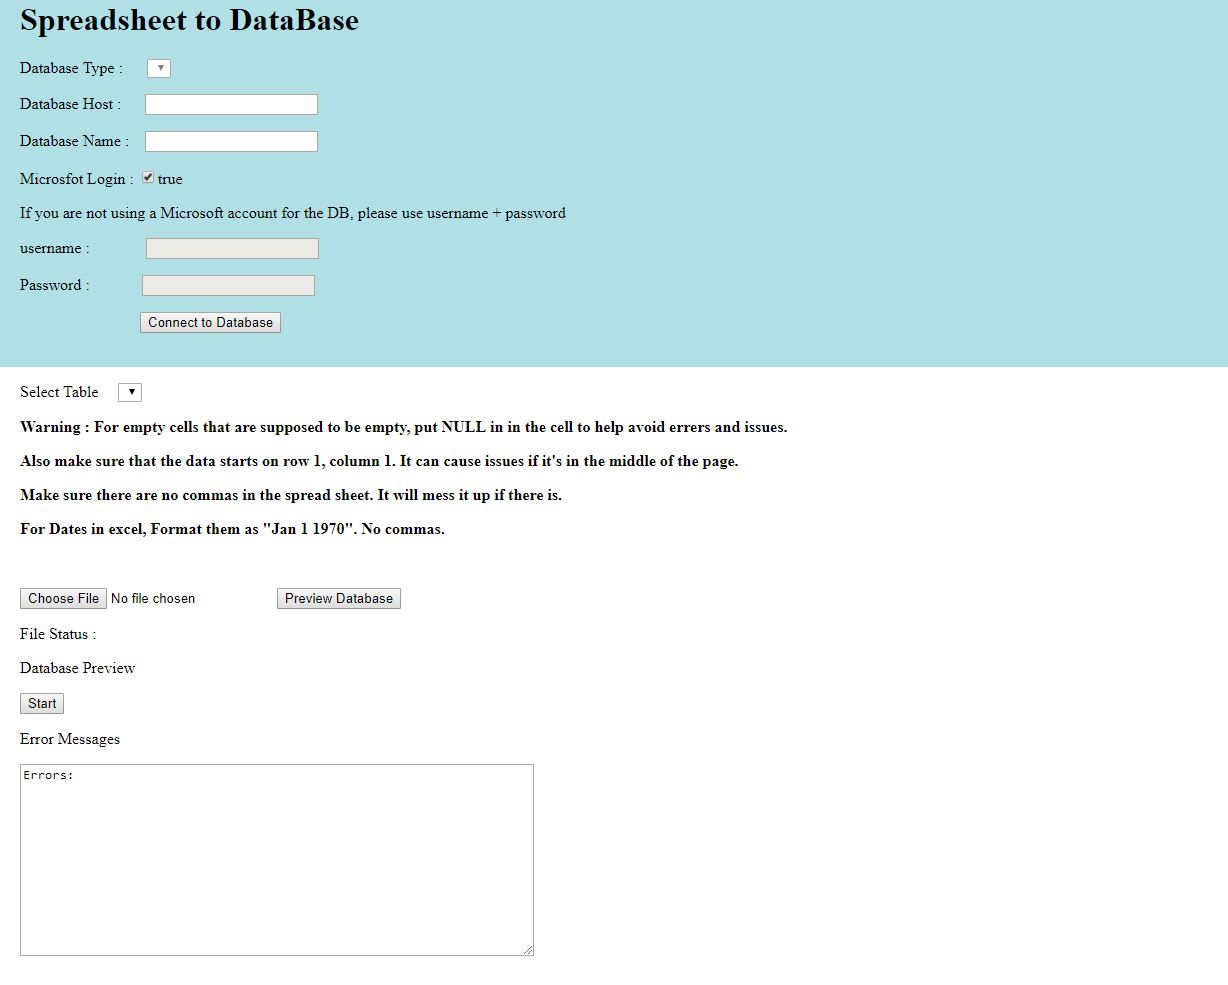 Spreadsheet to DataBase
Database Type :
Database Host :
Database Name :
Microsfot Login : true
If you are not using a Microsoft account for the DB, please use username + password
username :
Password :
Connect to Database
Select Table
Warning : For empty cells that are supposed to be empty, put NULL in in the cell to help avoid errors and issues.
Also make sure that the data starts on row 1, column 1. It can cause issues if it's in the middle of the page.
Make sure there are no commas in the spread sheet. It will mess it up if there is.
For Dates in excel, Format them as "Jan 1 1970". No commas.
Choose File No file chosen Preview Database
File Status :
Database Preview
Start
Error Messages
Errors: